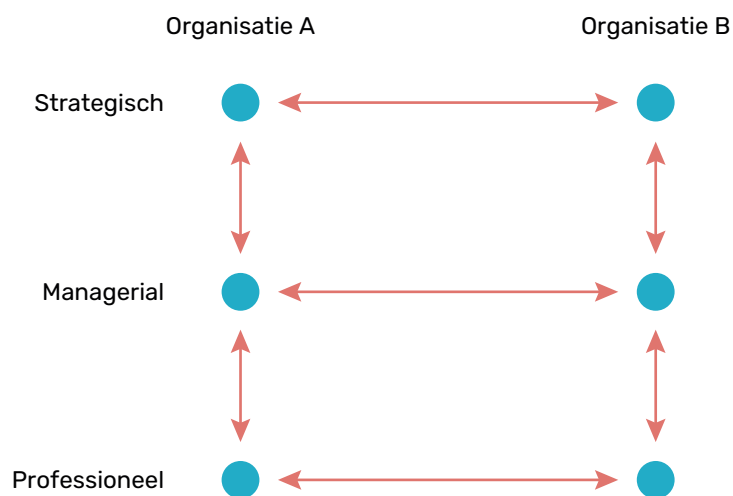 Organisatie A
Organisatie B
Strategisch
Managerial
Professioneel